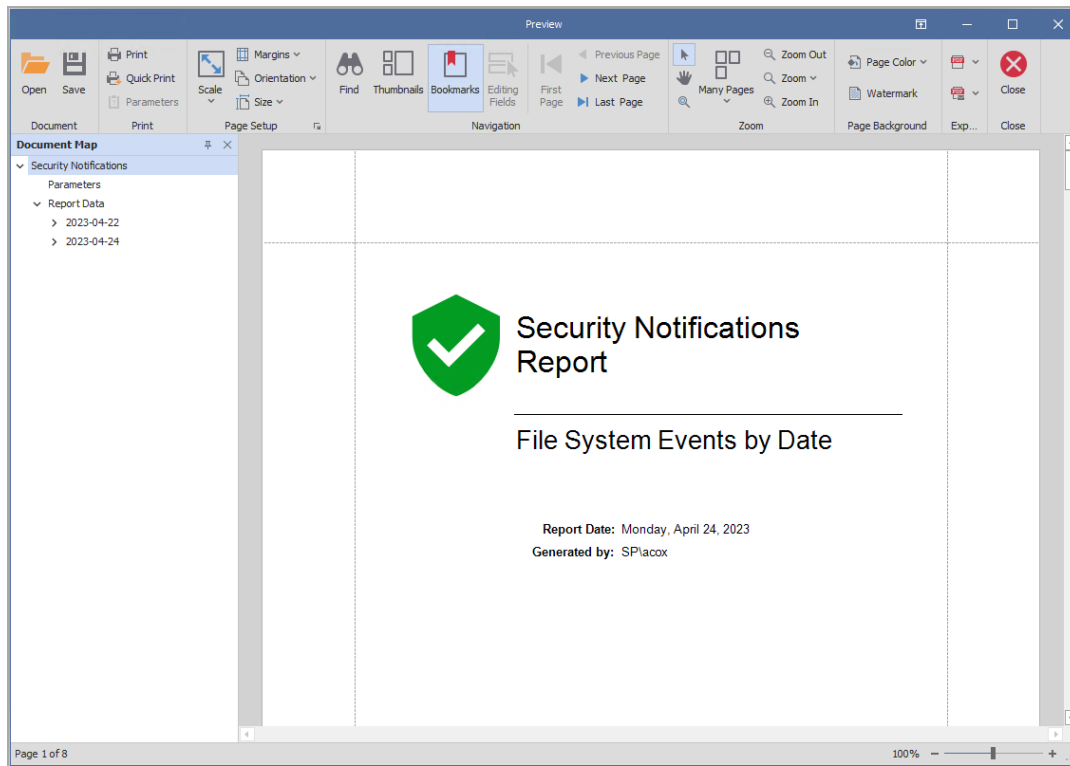 Preview
Open
Save
Print
Quick Print
Parameters
Scale
Margins
Orientation
Size
Find
Thumbnails
Bookmarks
Editing
Fields
First
Page
Previous Page
Next Page
Last Page
Many Pages
Zoom Out
Zoom
Zoom In
Page Color
Watermark
Close
Document
Print
Page Setup
Navigation
Zoom
Page Background
Exp...
Close
Document Map
Security Notifications
Parameters
Report Data
2023-04-22
2023-04-24
Security Notifications
Report
File System Events by Date
Report Date: Monday, April 24, 2023
Generated by: SP\acox
Page 1 of 8
100%